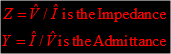 Z = V̂ / Î is the Impedance
Y = Î / V̂ is the Admittance